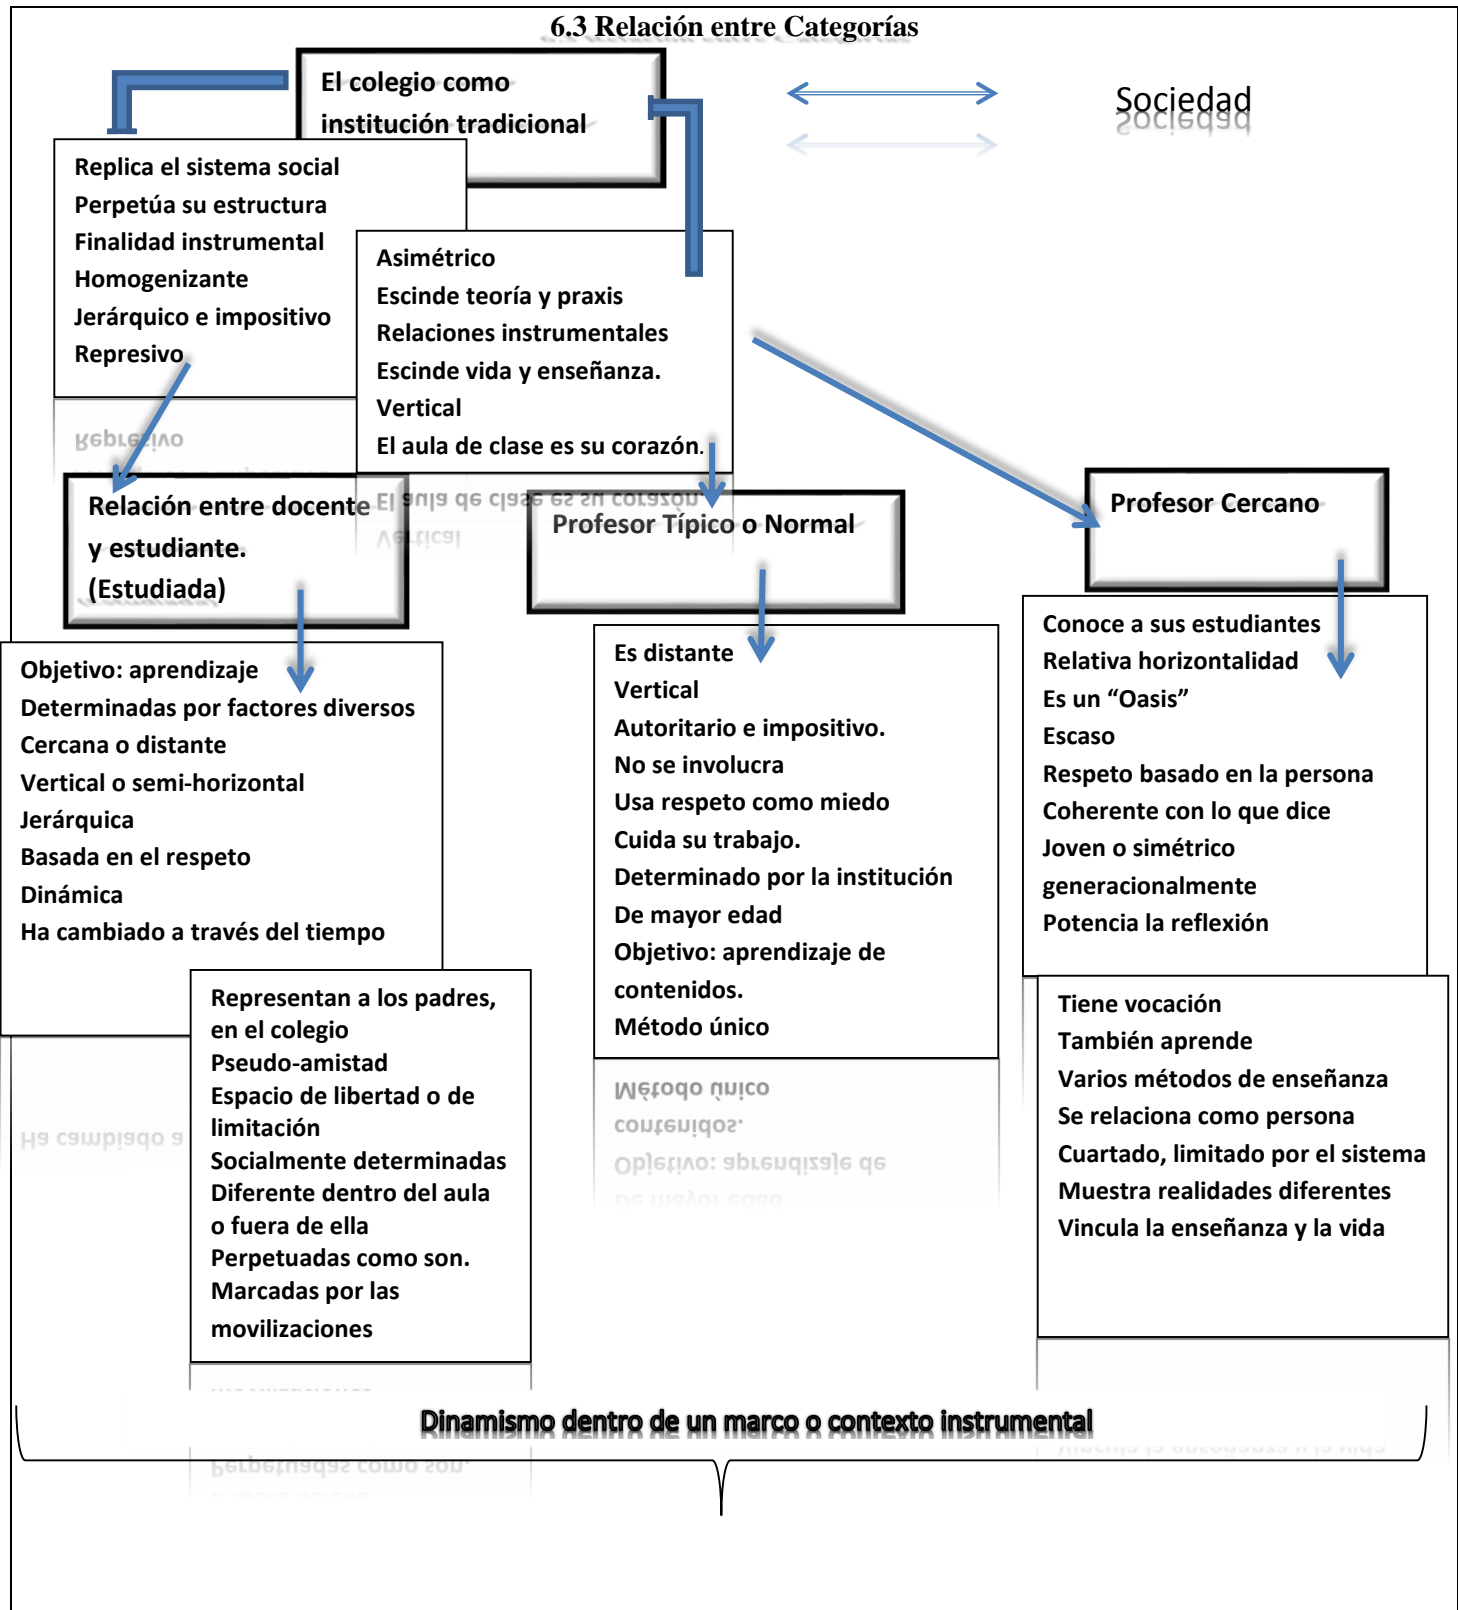 6.3 Relación entre Categorías
El colegio como
institución tradicional
Sociedad
Replica el sistema social
Perpetúa su estructura
Finalidad instrumental
Homogenizante
Jerárquico e impositivo
Represivo
Asimétrico
Escinde teoría y praxis
Relaciones instrumentales
Escinde vida y enseñanza.
Vertical
El aula de clase es su corazón.
Relación entre docente
y estudiante.
(Estudiada)
Profesor Típico o Normal
Profesor Cercano
Objetivo: aprendizaje
Determinadas por factores diversos
Cercana o distante
Vertical o semi-horizontal
Jerárquica
Basada en el respeto
Dinámica
Ha cambiado a través del tiempo
Representan a los padres,
en el colegio
Pseudo-amistad
Espacio de libertad o de
limitación
Socialmente determinadas
Diferente dentro del aula
o fuera de ella
Perpetuadas como son.
Marcadas por las
movilizaciones
Es distante
Vertical
Autoritario e impositivo.
No se involucra
Usa respeto como miedo
Cuida su trabajo.
Determinado por la institución
De mayor edad
Objetivo: aprendizaje de
contenidos.
Método único
Conoce a sus estudiantes
Relativa horizontalidad
Es un “Oasis”
Escaso
Respeto basado en la persona
Coherente con lo que dice
Joven o simétrico
generacionalmente
Potencia la reflexión
Tiene vocación
También aprende
Varios métodos de enseñanza
Se relaciona como persona
Cuartado, limitado por el sistema
Muestra realidades diferentes
Vincula la enseñanza y la vida
Dinamismo dentro de un marco o contexto instrumental